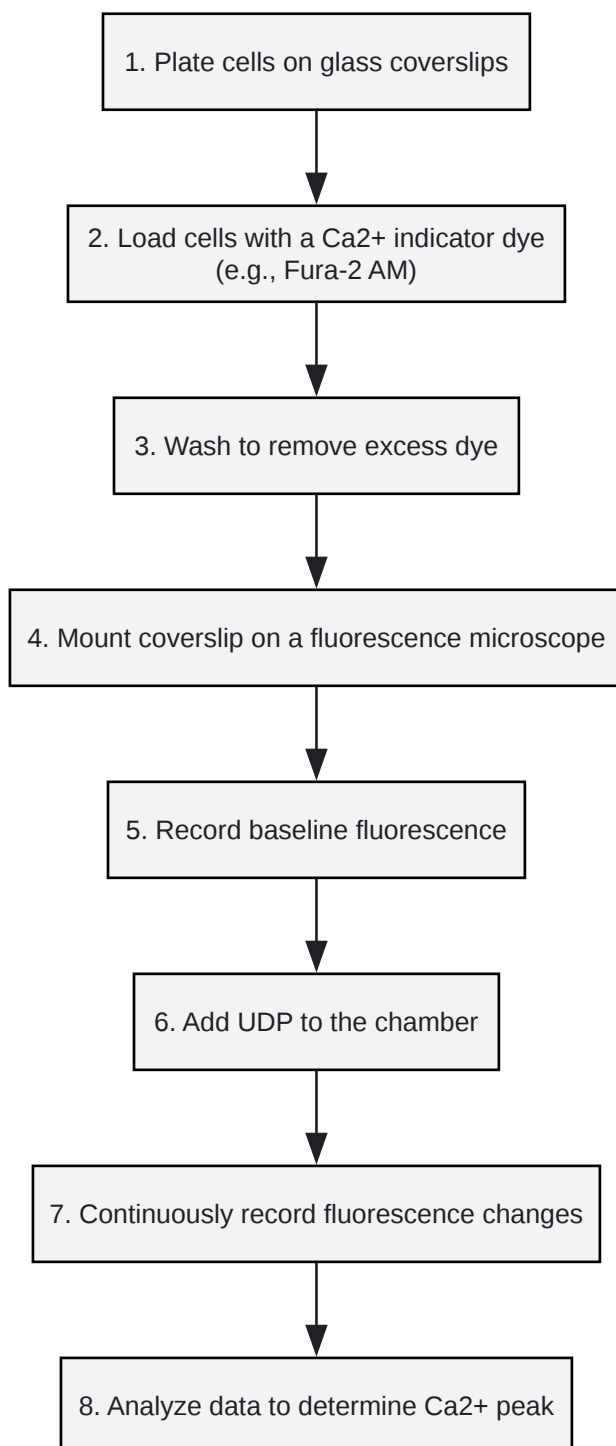 1. Plate cells on glass coverslips
2. Load cells with a Ca2+ indicator dye
(e.g., Fura-2 AM)
3. Wash to remove excess dye
4. Mount coverslip on a fluorescence microscope
5. Record baseline fluorescence
6. Add UDP to the chamber
7. Continuously record fluorescence changes
8. Analyze data to determine Ca2+ peak